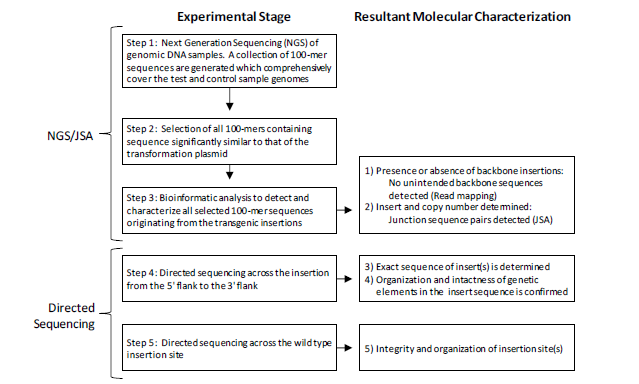 Experimental Stage
Resultant Molecular Characterization
Step 1: Next Generation Sequencing (NGS) of
genomic DNA samples. A collection of 100-mer
sequences are generated which comprehensively
cover the test and control sample genomes
NGS/JSA
Step 2: Selection of all 100-mers containing
sequence significantly similar to that of the
transformation plasmid
Step 3: Bioinformatic analysis to detect and
characterize all selected 100-mer sequences
originating from the transgenic insertions
1) Presence or absence of backbone insertions:
No unintended backbone sequences
detected (Read mapping)
2) Insert and copy number determined:
Junction sequence pairs detected (JSA)
Directed
Sequencing
Step 4: Directed sequencing across the insertion
from the 5' flank to the 3' flank
3) Exact sequence of insert(s) is determined
4) Organization and intactness of genetic
elements in the insert sequence is confirmed
Step 5: Directed sequencing across the wild type
insertion site
5) Integrity and organization of insertion site(s)